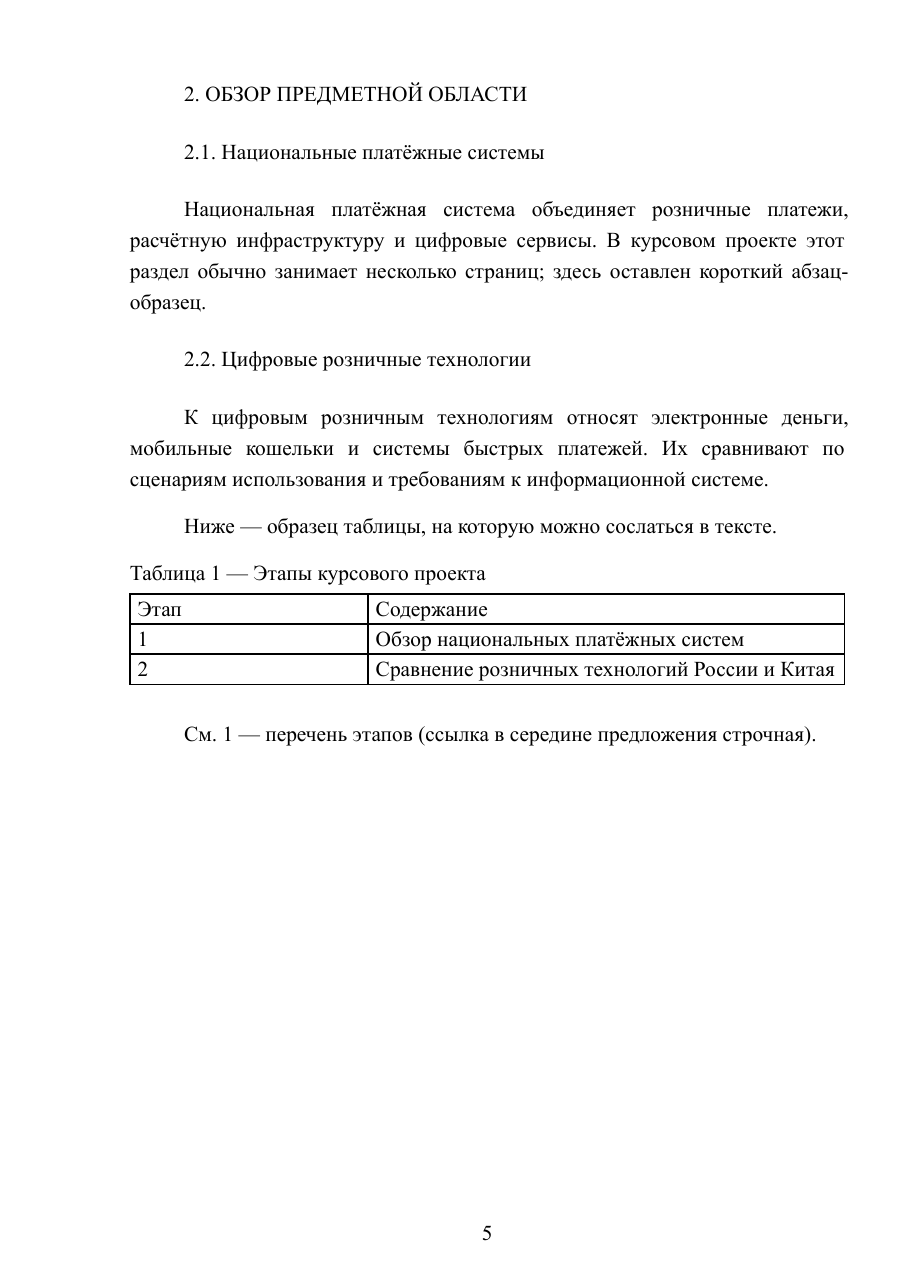 2. ОБЗОР ПРЕДМЕТНОЙ ОБЛАСТИ
2.1. Национальные платёжные системы
Национальная платёжная система объединяет розничные платежи,
расчётную инфраструктуру и цифровые сервисы. В курсовом проекте этот
раздел обычно занимает несколько страниц; здесь оставлен короткий абзац-
образец.
2.2. Цифровые розничные технологии
К цифровым розничным технологиям относят электронные деньги,
мобильные кошельки и системы быстрых платежей. Их сравнивают по
сценариям использования и требованиям к информационной системе.
Ниже — образец таблицы, на которую можно сослаться в тексте.
Таблица 1 — Этапы курсового проекта
Этап Содержание
1 Обзор национальных платёжных систем
2 Сравнение розничных технологий России и Китая
См. 1 — перечень этапов (ссылка в середине предложения строчная).
5